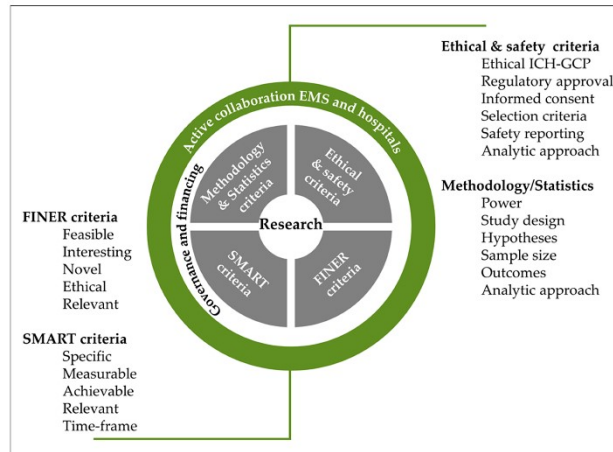 Ethical & safety criteria
Ethical ICH-GCP
Regulatory approval
Informed consent
Selection criteria
Safety reporting
Analytic approach
Methodology/Statistics
Power
Study design
Hypotheses
Sample size
Outcomes
Analytic approach
Active collaboration EMS and hospitals
Governance and financing
Methodology
& Statistics
criteria
Ethical
& safety
criteria
Research
SMART
criteria
FINER
criteria
FINER criteria
Feasible
Interesting
Novel
Ethical
Relevant
SMART criteria
Specific
Measurable
Achievable
Relevant
Time-frame